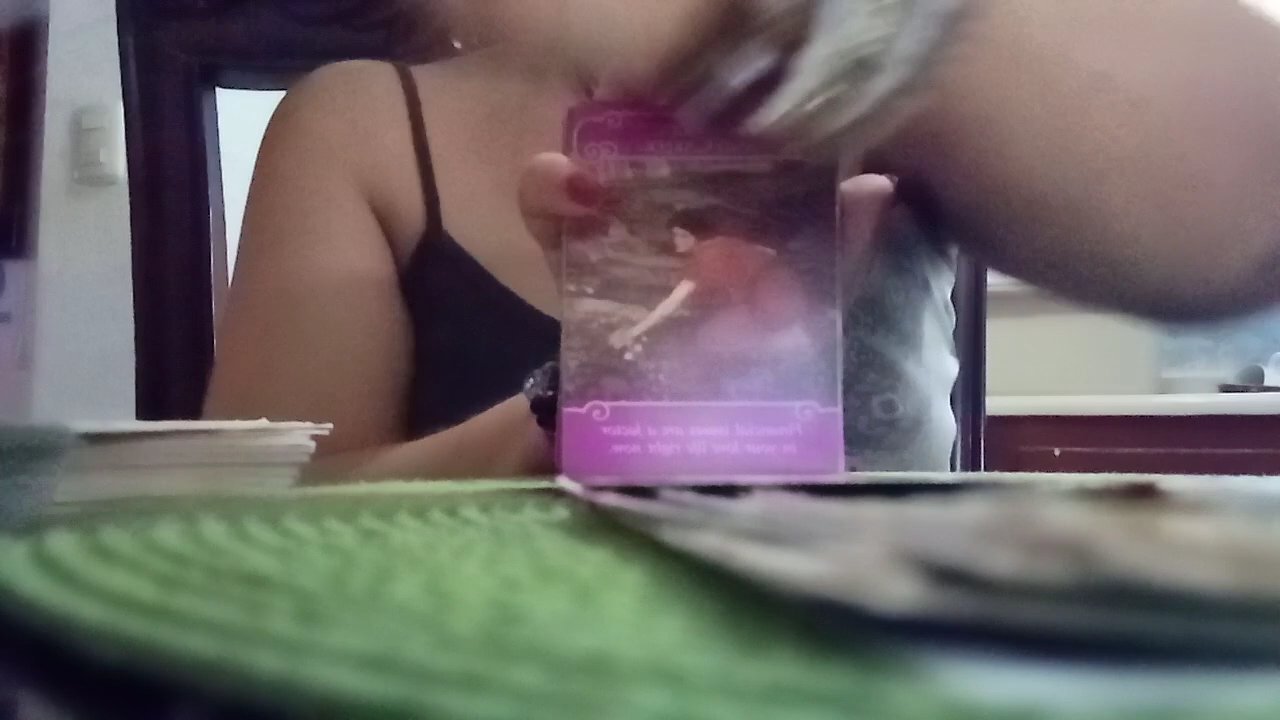 Financial issues are a factor
in your love life right now.